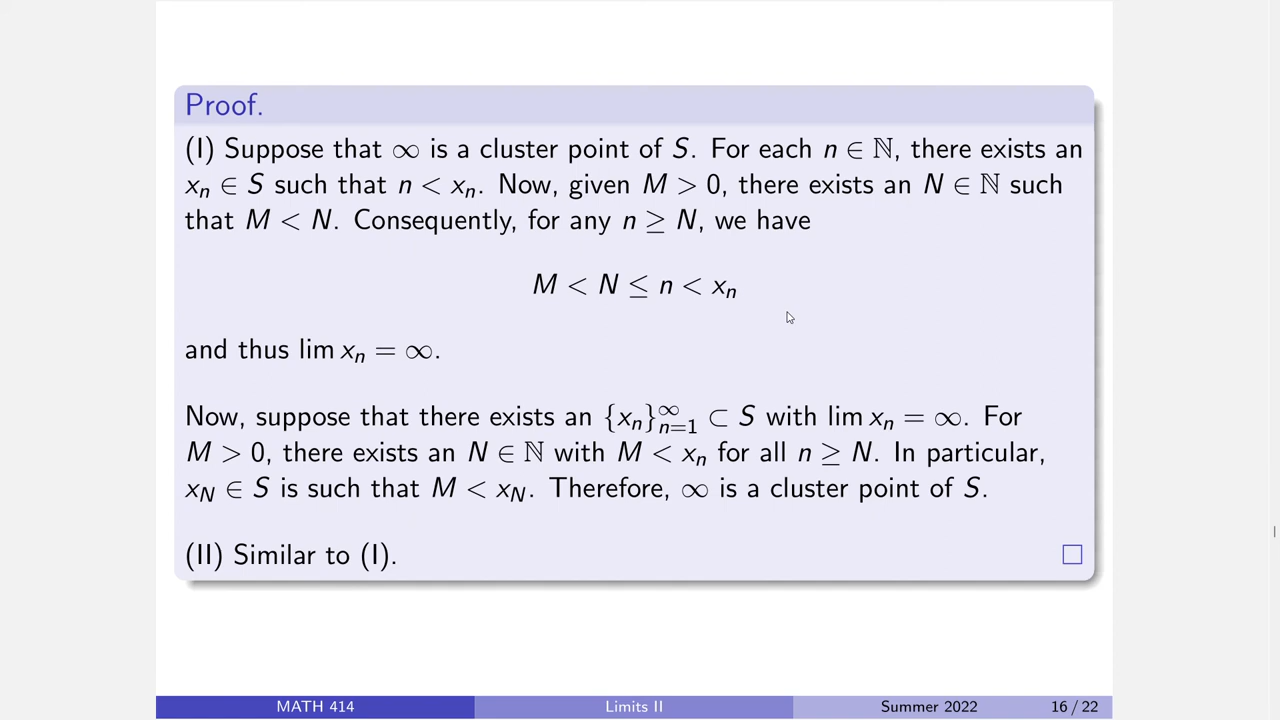 Proof.
(I) Suppose that ∞ is a cluster point of S. For each n ∈ ℕ, there exists an
xₙ ∈ S such that n < xₙ. Now, given M > 0, there exists an N ∈ ℕ such
that M < N. Consequently, for any n ≥ N, we have
M < N ≤ n < xₙ
and thus lim xₙ = ∞.
Now, suppose that there exists an {xₙ}_{n=1}^∞ ⊂ S with lim xₙ = ∞. For
M > 0, there exists an N ∈ ℕ with M < xₙ for all n ≥ N. In particular,
x_N ∈ S is such that M < x_N. Therefore, ∞ is a cluster point of S.
(II) Similar to (I). □
MATH 414 Limits II Summer 2022 16 / 22